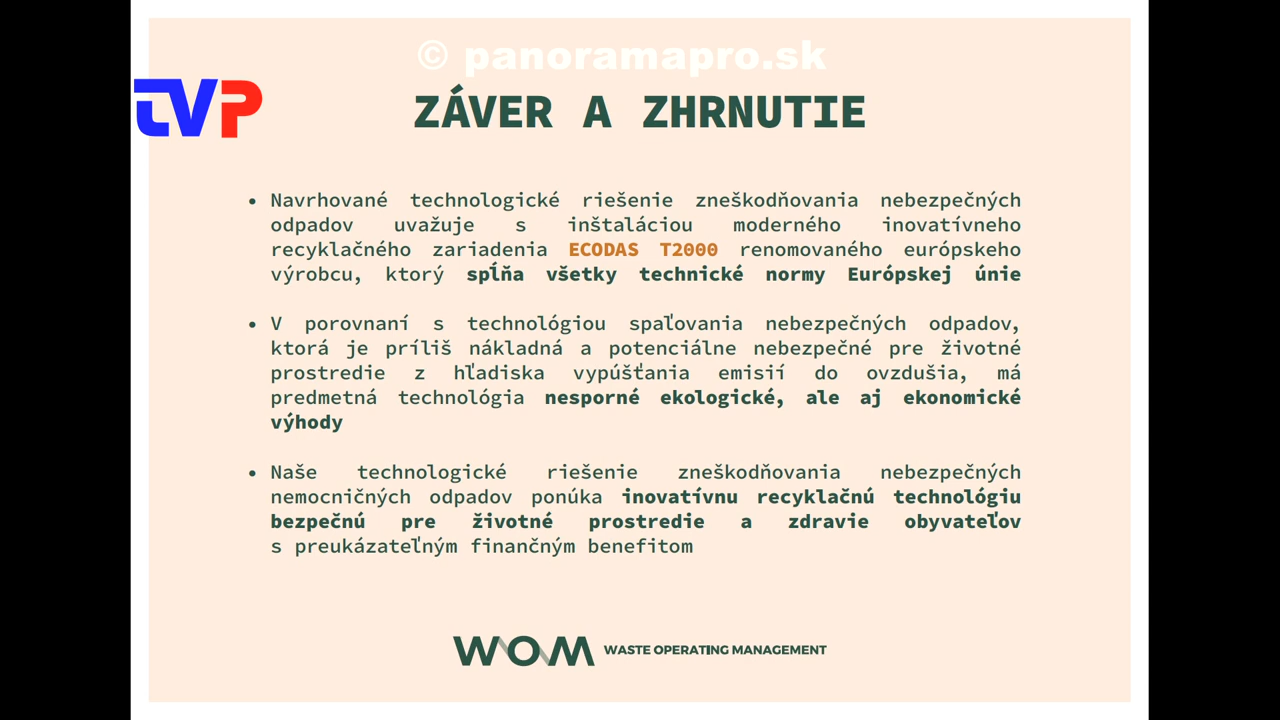 © panoramapro.sk
tVP
ZÁVER A ZHRNUTIE
• Navrhované technologické riešenie zneškodňovania nebezpečných
odpadov uvažuje s inštaláciou moderného inovatívneho
recyklačného zariadenia ECODAS T2000 renomovaného európskeho
výrobcu, ktorý spĺňa všetky technické normy Európskej únie
• V porovnaní s technológiou spaľovania nebezpečných odpadov,
ktorá je príliš nákladná a potenciálne nebezpečné pre životné
prostredie z hľadiska vypúšťania emisií do ovzdušia, má
predmetná technológia nesporné ekologické, ale aj ekonomické
výhody
• Naše technologické riešenie zneškodňovania nebezpečných
nemocničných odpadov ponúka inovatívnu recyklačnú technológiu
bezpečnú pre životné prostredie a zdravie obyvateľov
s preukázateľným finančným benefitom
WOM WASTE OPERATING MANAGEMENT